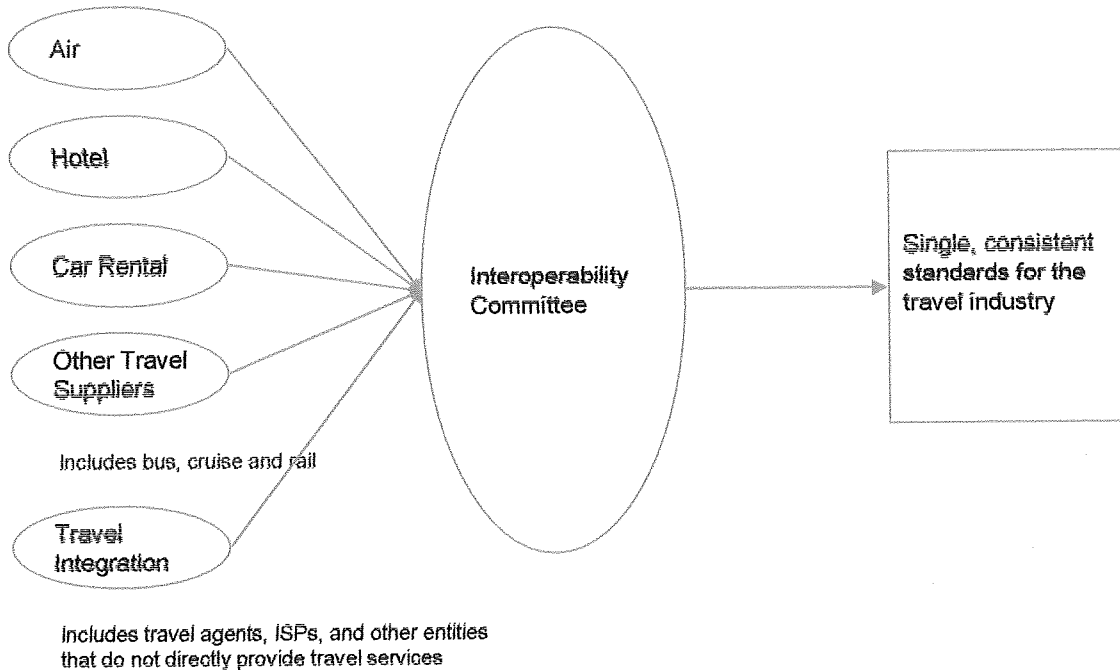 Air
Hotel
Car Rental
Other Travel
Suppliers
Includes bus, cruise and rail
Travel
Integration
Includes travel agents, ISPs, and other entities
that do not directly provide travel services
Interoperability
Committee
Single, consistent
standards for the
travel industry